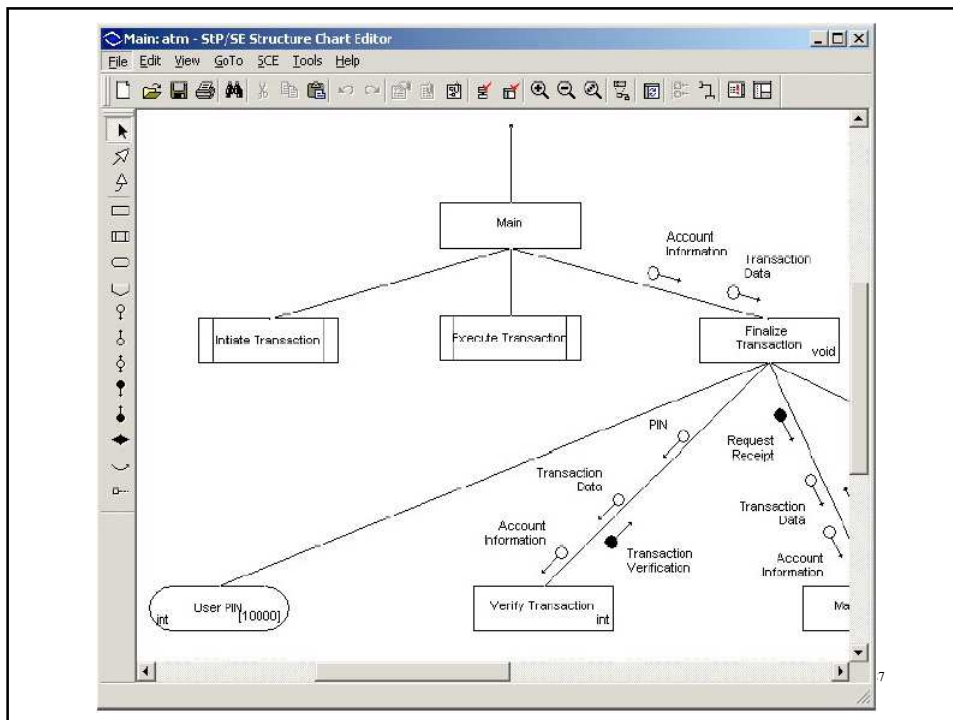 Main: atm - StP/SE Structure Chart Editor
File Edit View GoTo SCE Tools Help
Main
Account
Information
Transaction
Data
Intiate Transaction
Execute Transaction
Finalize
Transaction
void
PIN
Request
Receipt
Transaction
Data
Transaction
Data
Account
Information
Transaction
Verification
Account
Information
User PIN
int
[10000]
Verify Transaction
int
Ma